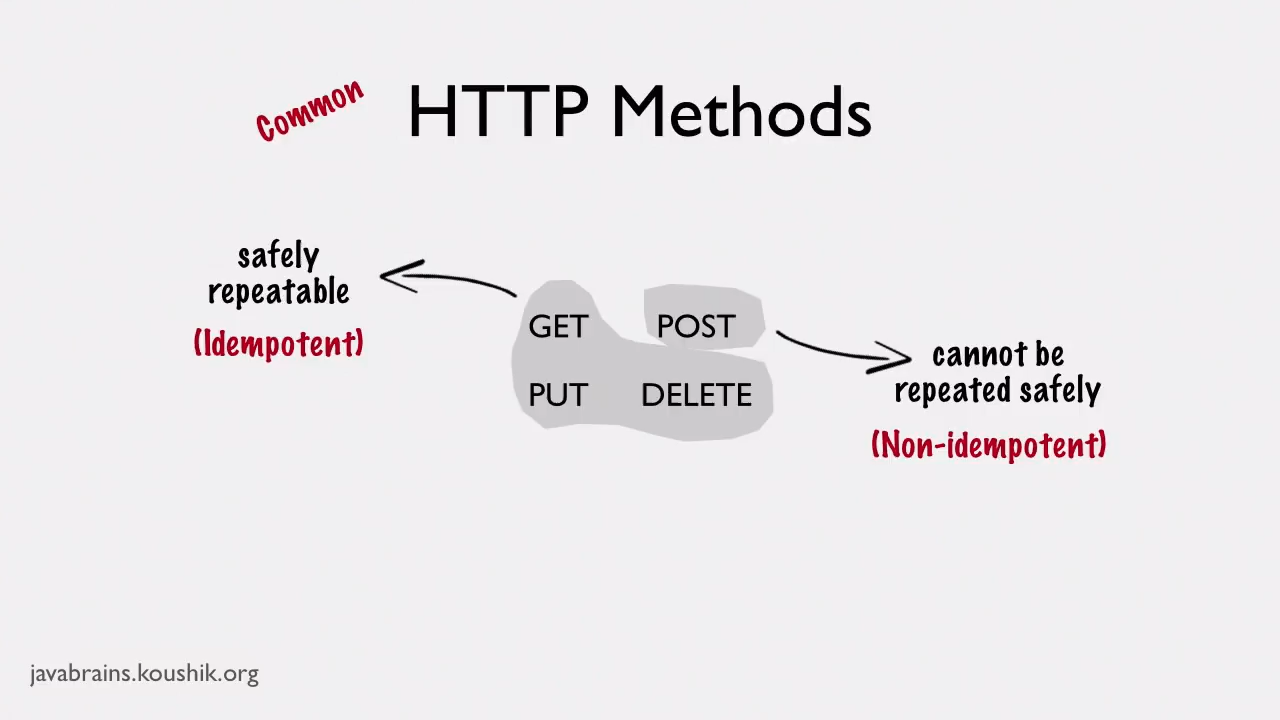 Common
HTTP Methods
safely
repeatable
(Idempotent)
GET
POST
PUT
DELETE
cannot be
repeated safely
(Non-idempotent)
javabrains.koushik.org